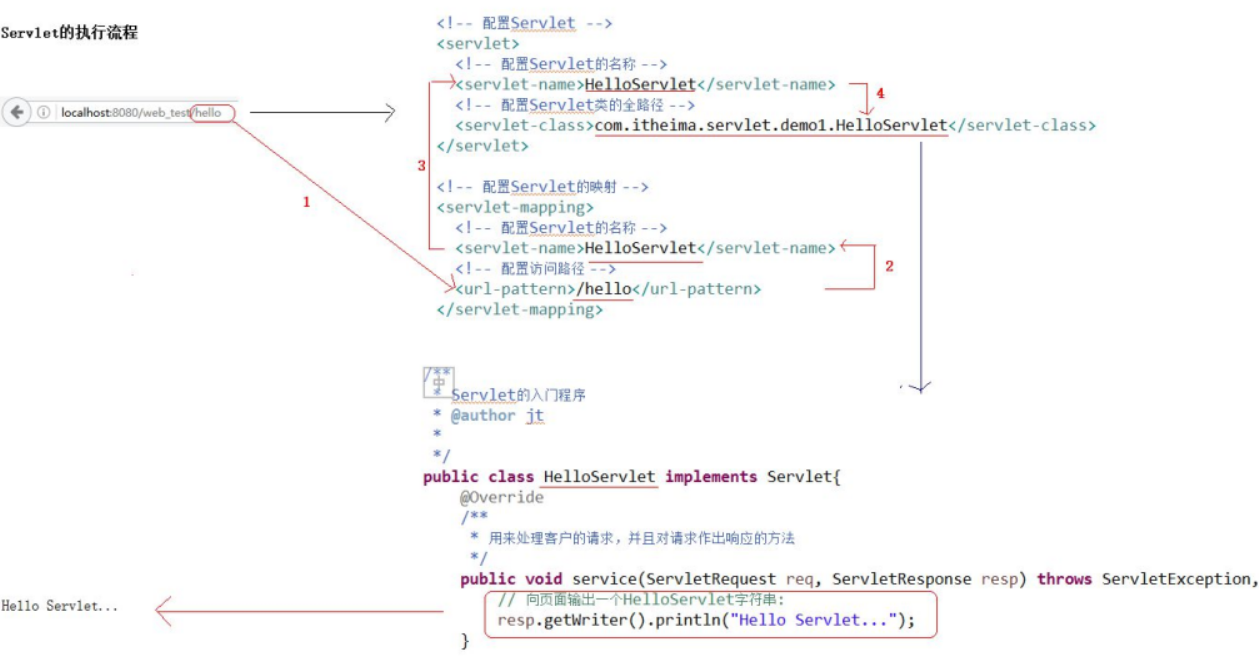 Servlet的执行流程
localhost:8080/web_test/hello
<!-- 配置Servlet -->
<servlet>
<!-- 配置Servlet的名称 -->
<servlet-name>HelloServlet</servlet-name>
4
<!-- 配置Servlet类的全路径 -->
<servlet-class>com.itheima.servlet.demo1.HelloServlet</servlet-class>
</servlet>
3
<!-- 配置Servlet的映射 -->
1
<servlet-mapping>
<!-- 配置Servlet的名称 -->
<servlet-name>HelloServlet</servlet-name>
2
<!-- 配置访问路径 -->
<url-pattern>/hello</url-pattern>
</servlet-mapping>
/**
中
* Servlet的入门程序
* @author jt
*
*/
public class HelloServlet implements Servlet{
@Override
/**
* 用来处理客户的请求，并且对请求作出响应的方法
*/
public void service(ServletRequest req, ServletResponse resp) throws ServletException,
// 向页面输出一个HelloServlet字符串:
resp.getWriter().println("Hello Servlet...");
}
Hello Servlet...